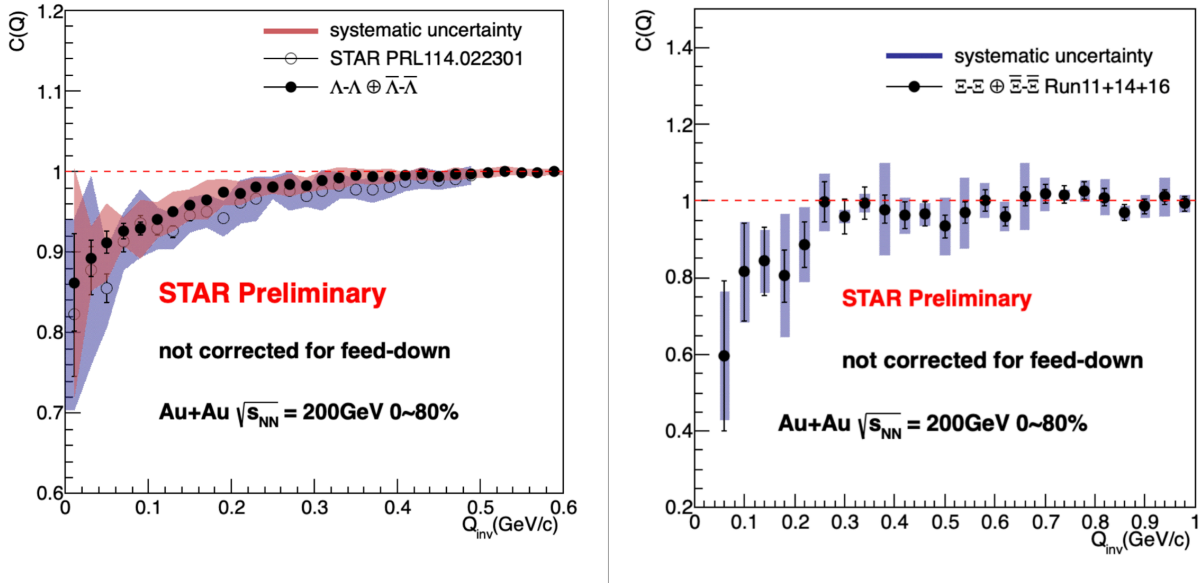 C(Q)
1.2
1.1
1
0.9
0.8
0.7
0.6
systematic uncertainty
STAR PRL114.022301
Λ-Λ ⊕ Λ̅-Λ̅
STAR Preliminary
not corrected for feed-down
Au+Au √sNN = 200GeV 0~80%
0 0.1 0.2 0.3 0.4 0.5 0.6
Qinv(GeV/c)
C(Q)
1.4
1.2
1
0.8
0.6
0.4
0.2
systematic uncertainty
Ξ-Ξ ⊕ Ξ̅-Ξ̅ Run11+14+16
STAR Preliminary
not corrected for feed-down
Au+Au √sNN = 200GeV 0~80%
0 0.1 0.2 0.3 0.4 0.5 0.6 0.7 0.8 0.9 1
Qinv(GeV/c)